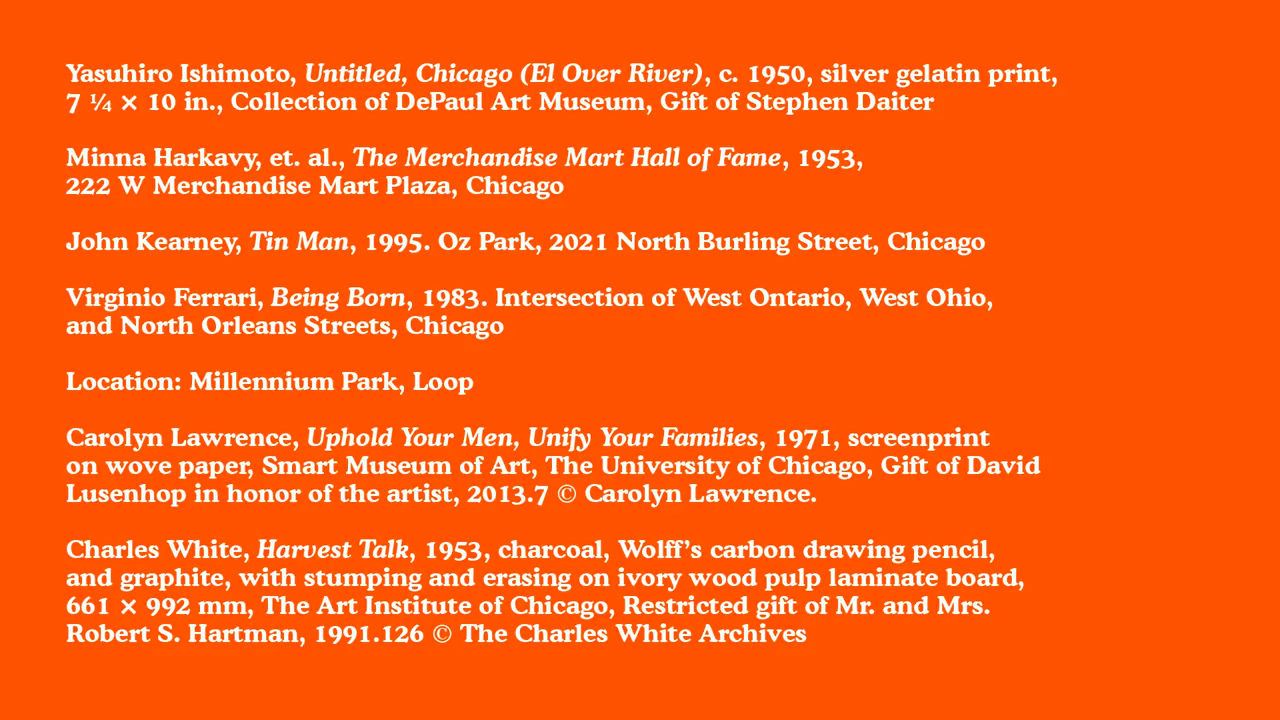 Yasuhiro Ishimoto, Untitled, Chicago (El Over River), c. 1950, silver gelatin print,
7 ¼ × 10 in., Collection of DePaul Art Museum, Gift of Stephen Daiter
Minna Harkavy, et. al., The Merchandise Mart Hall of Fame, 1953,
222 W Merchandise Mart Plaza, Chicago
John Kearney, Tin Man, 1995. Oz Park, 2021 North Burling Street, Chicago
Virginio Ferrari, Being Born, 1983. Intersection of West Ontario, West Ohio,
and North Orleans Streets, Chicago
Location: Millennium Park, Loop
Carolyn Lawrence, Uphold Your Men, Unify Your Families, 1971, screenprint
on wove paper, Smart Museum of Art, The University of Chicago, Gift of David
Lusenhop in honor of the artist, 2013.7 © Carolyn Lawrence.
Charles White, Harvest Talk, 1953, charcoal, Wolff’s carbon drawing pencil,
and graphite, with stumping and erasing on ivory wood pulp laminate board,
661 × 992 mm, The Art Institute of Chicago, Restricted gift of Mr. and Mrs.
Robert S. Hartman, 1991.126 © The Charles White Archives